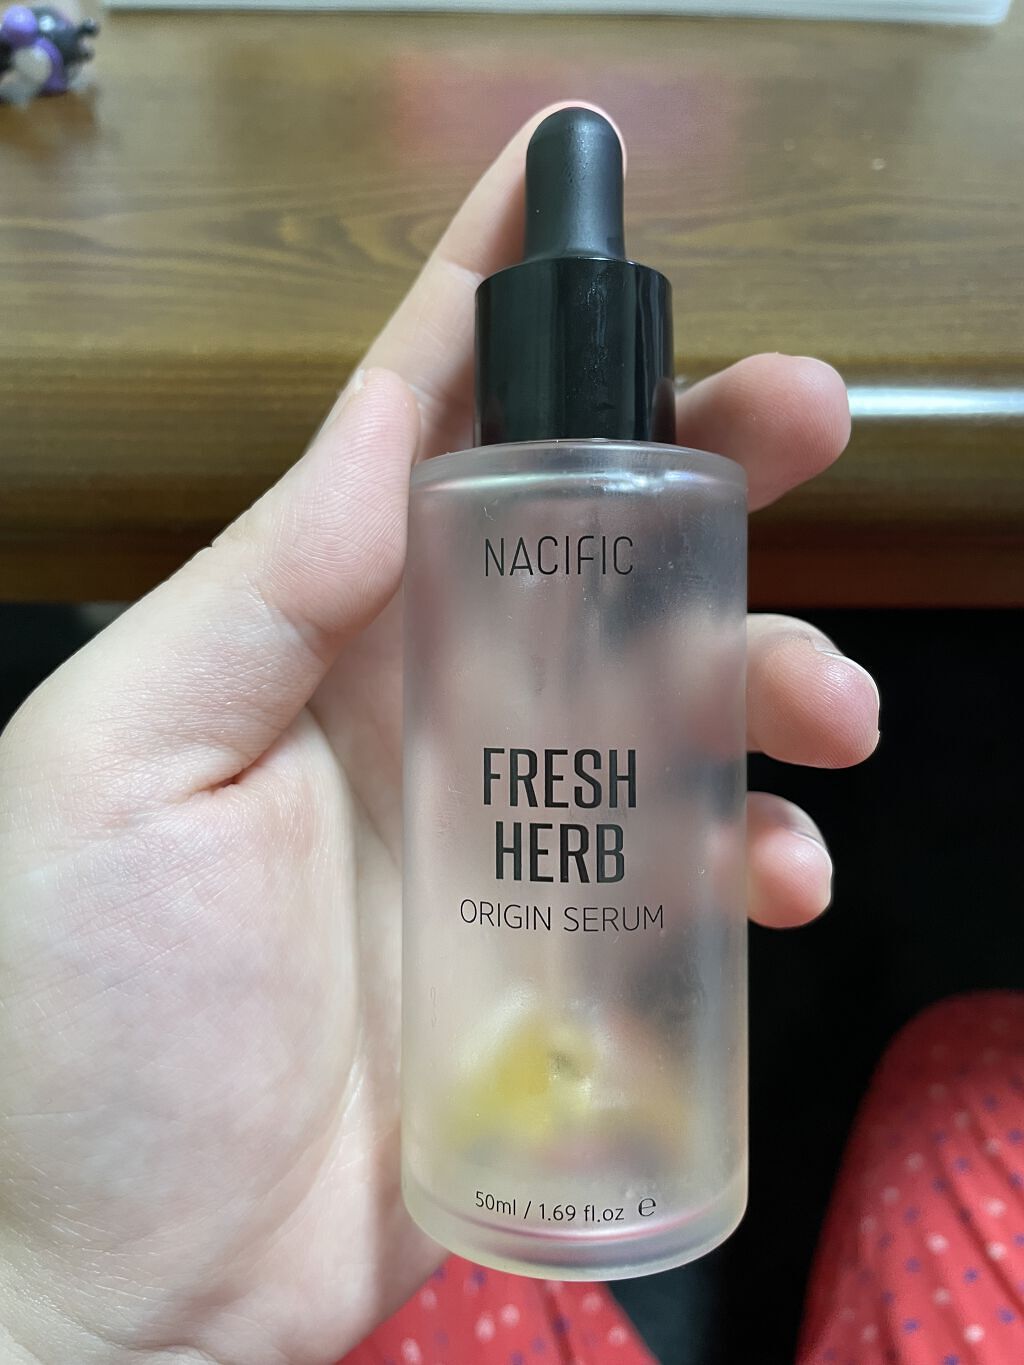 NACIFIC
FRESH
HERB
ORIGIN SERUM
50ml / 1.69 fl.oz ℮